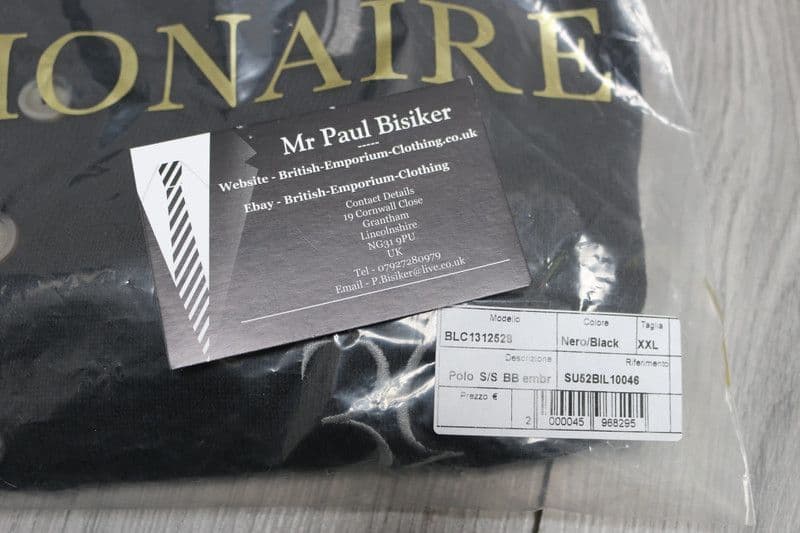 IONAIRE
Mr Paul Bisiker
-----
Website - British-Emporium-Clothing.co.uk
Ebay - British-Emporium-Clothing
Contact Details
19 Cornwall Close
Grantham
Lincolnshire
NG31 9PU
UK
Tel - 07927280979
Email - P.Bisiker@live.co.uk
Modello Colore Taglia
BLC1312528 Nero/Black XXL
Descrizione Riferimento
Polo S/S BB embr SU52BIL10046
Prezzo €
2 000045 968295